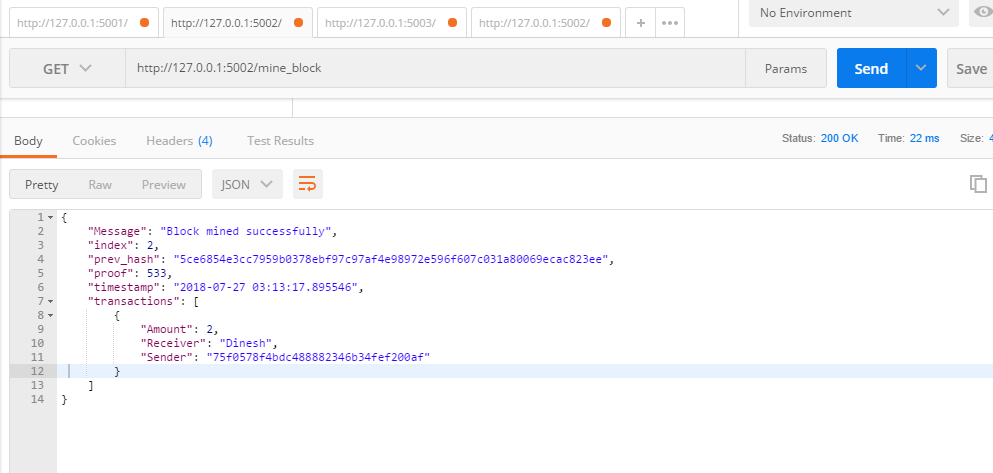 http://127.0.0.1:5001/ http://127.0.0.1:5002/ http://127.0.0.1:5003/ http://127.0.0.1:5002/ + ••• No Environment
GET http://127.0.0.1:5002/mine_block Params Send Save
Body Cookies Headers (4) Test Results Status: 200 OK Time: 22 ms Size: 4
Pretty Raw Preview JSON
1 {
2 "Message": "Block mined successfully",
3 "index": 2,
4 "prev_hash": "5ce6854e3cc7959b0378ebf97c97af4e98972e596f607c031a80069ecac823ee",
5 "proof": 533,
6 "timestamp": "2018-07-27 03:13:17.895546",
7 "transactions": [
8 {
9 "Amount": 2,
10 "Receiver": "Dinesh",
11 "Sender": "75f0578f4bdc488882346b34fef200af"
12 }
13 ]
14 }